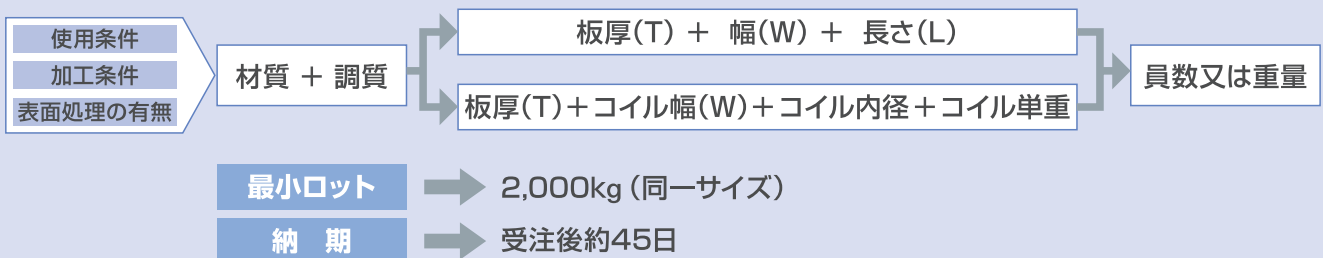 使用条件
加工条件
表面処理の有無
材質 + 調質
板厚(T) + 幅(W) + 長さ(L)
板厚(T)+コイル幅(W)+コイル内径+コイル単重
員数又は重量
最小ロット 2,000kg(同一サイズ)
納 期 受注後約45日